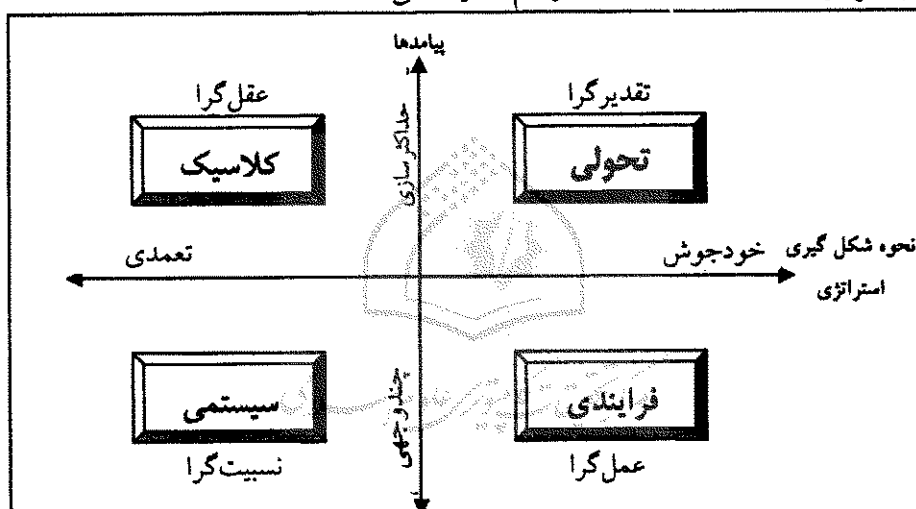 پیامدها
تقدیرگرا
عقل‌گرا
تحولی
کلاسیک
حداکثرسازی
نحوه شکل گیری
استراتژی
خودجوش
تعمدی
فرایندی
سیستمی
چندوجهی
عمل‌گرا
نسبیت‌گرا